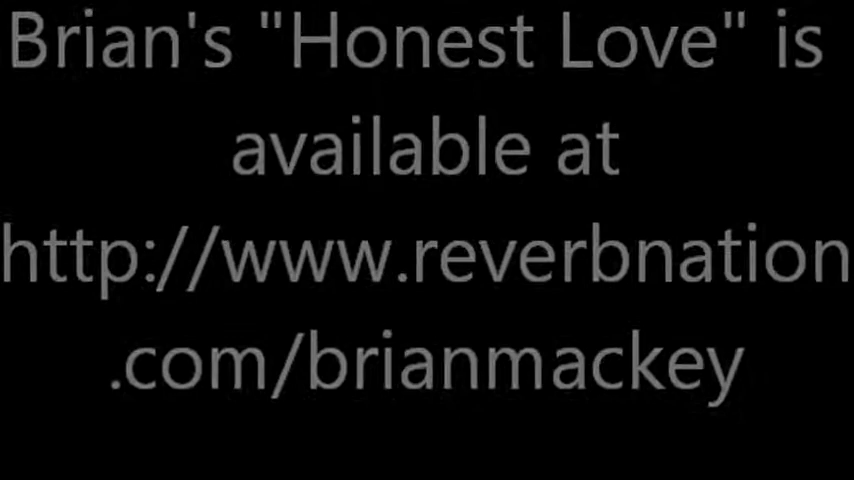 Brian's "Honest Love" is
available at
http://www.reverbnation
.com/brianmackey